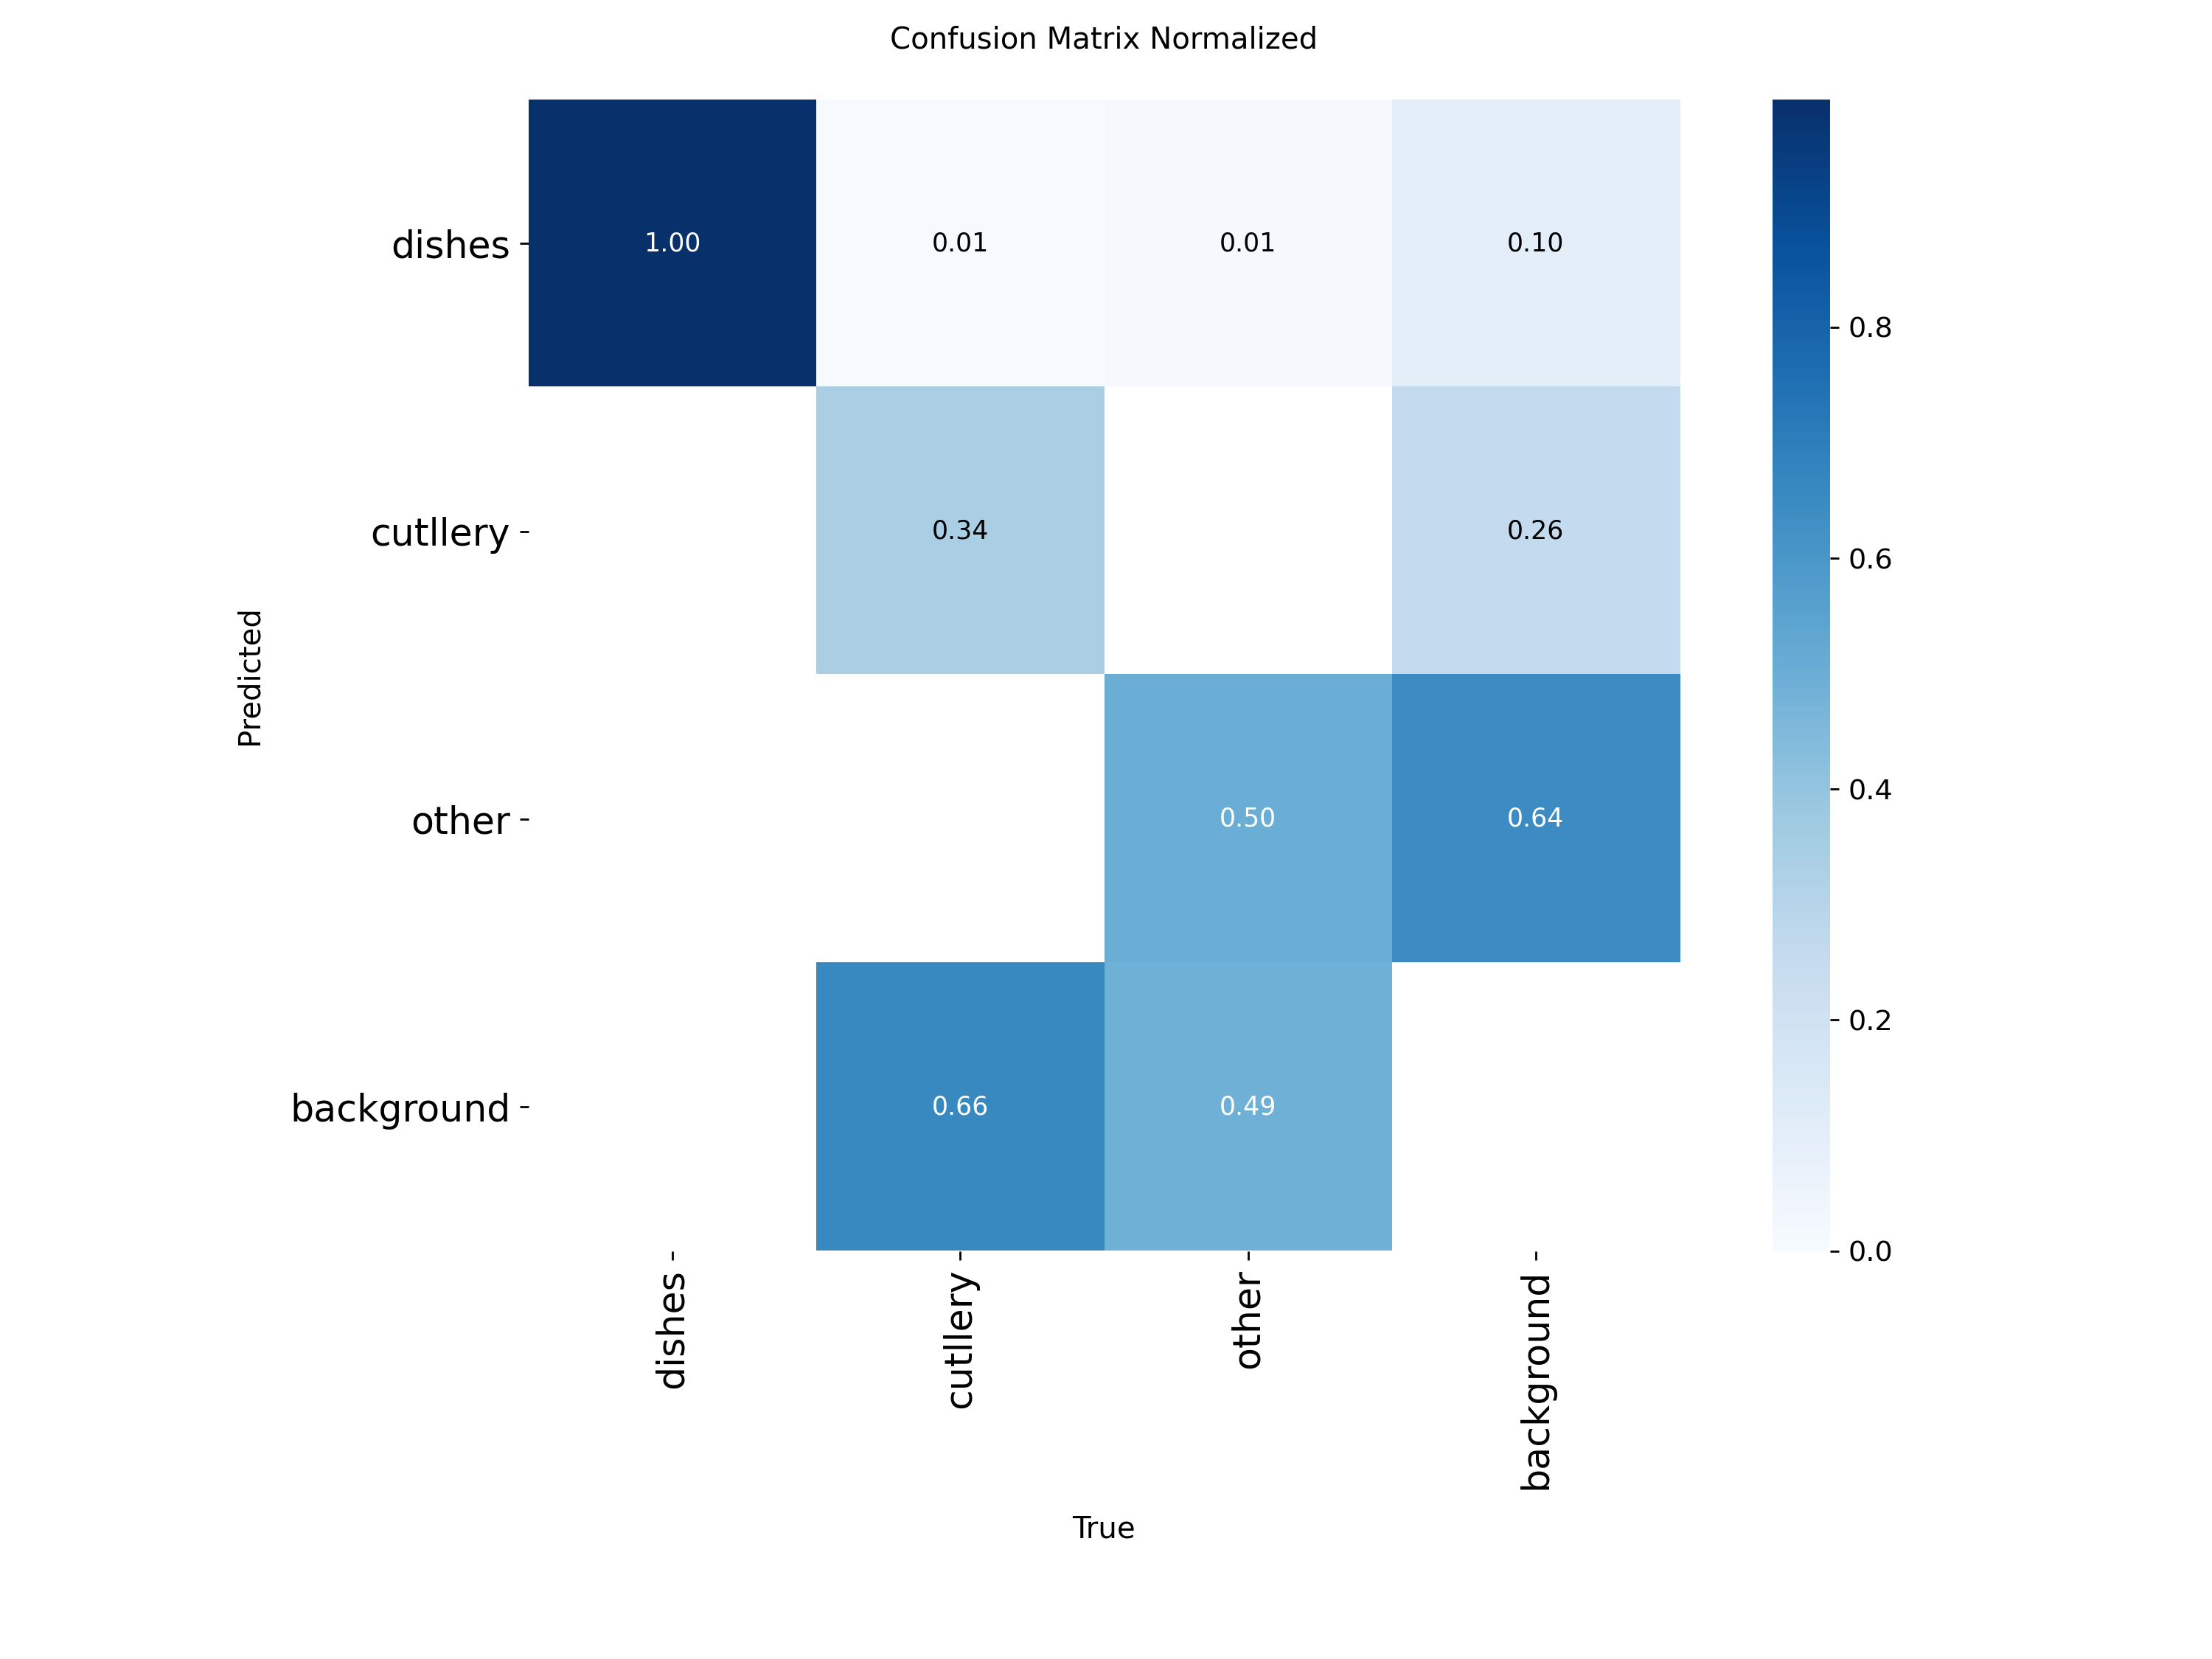 Confusion Matrix Normalized
dishes
1.00 0.01 0.01 0.10
cutllery
0.34 0.26
other
0.50 0.64
background
0.66 0.49
Predicted
dishes
cutllery
other
background
True
0.8
0.6
0.4
0.2
0.0